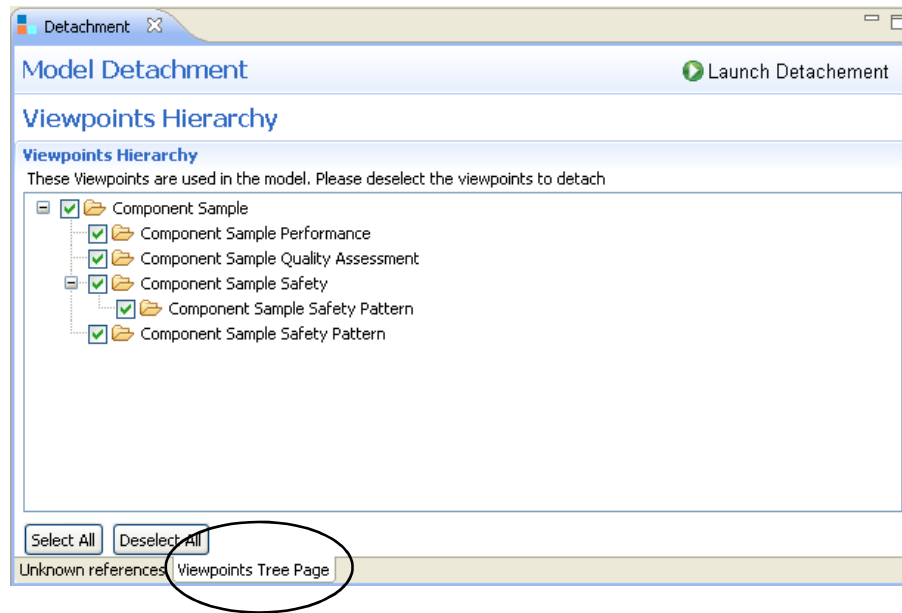 Detachment
Model Detachment
Launch Detachement
Viewpoints Hierarchy
Viewpoints Hierarchy
These Viewpoints are used in the model. Please deselect the viewpoints to detach
Component Sample
Component Sample Performance
Component Sample Quality Assessment
Component Sample Safety
Component Sample Safety Pattern
Component Sample Safety Pattern
Select All Deselect All
Unknown references Viewpoints Tree Page